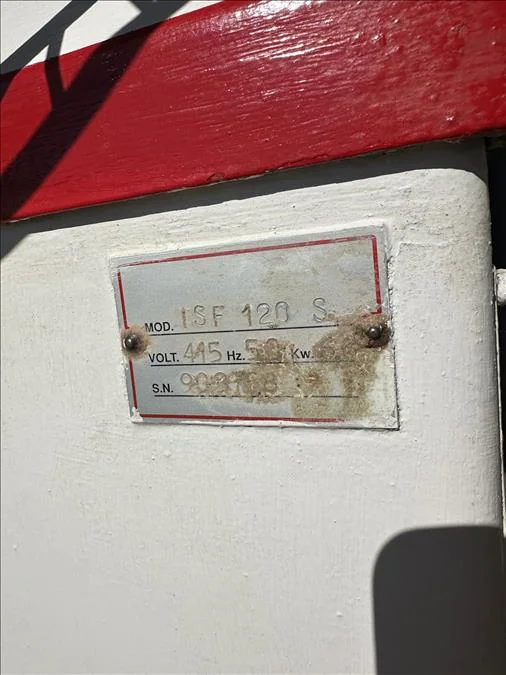 MOD. ISF 120 S
VOLT. 415 Hz. 50 Kw.
S.N.